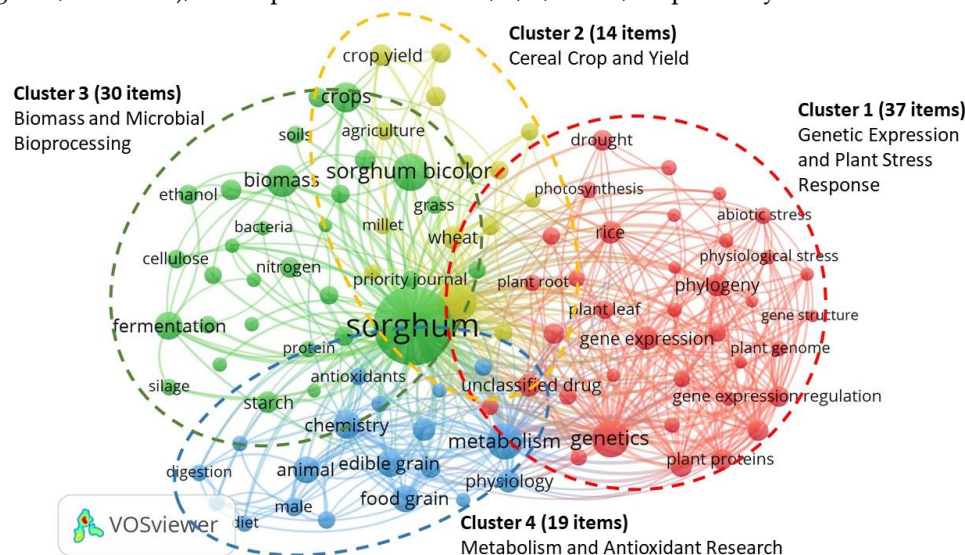 Cluster 2 (14 items)
Cereal Crop and Yield
Cluster 3 (30 items)
Biomass and Microbial
Bioprocessing
Cluster 1 (37 items)
Genetic Expression
and Plant Stress
Response
crop yield
crops
soils
agriculture
drought
sorghum bicolor
biomass
photosynthesis
ethanol
grass
abiotic stress
bacteria
millet
wheat
rice
cellulose
nitrogen
physiological stress
priority journal
plant root
phylogeny
plant leaf
gene structure
fermentation
sorghum
gene expression
protein
plant genome
antioxidants
silage
unclassified drug
starch
gene expression regulation
chemistry
metabolism
genetics
digestion
animal
edible grain
plant proteins
physiology
male
food grain
diet
VOSviewer
Cluster 4 (19 items)
Metabolism and Antioxidant Research